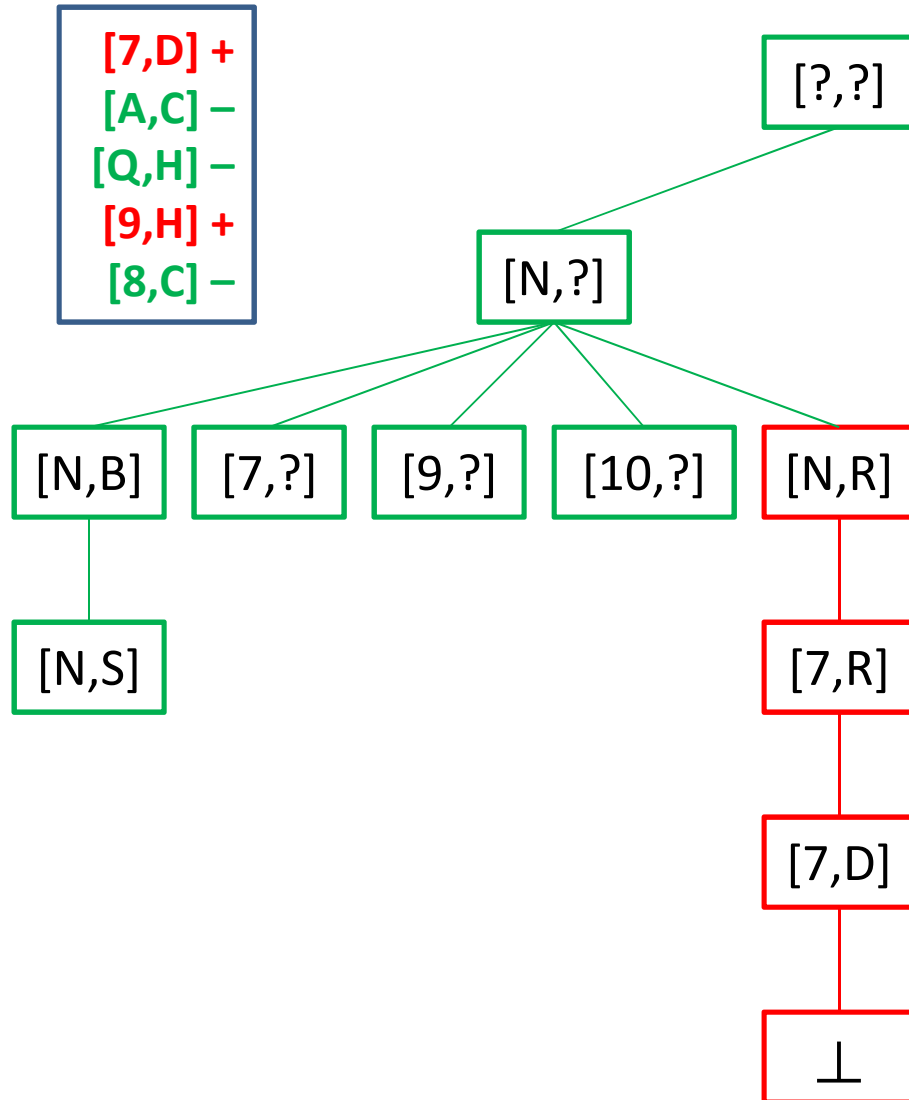 [7,D] +
[A,C] –
[Q,H] –
[9,H] +
[8,C] –
[?,?]
[N,?]
[N,B] [7,?] [9,?] [10,?] [N,R]
[N,S] [7,R]
[7,D]
⊥